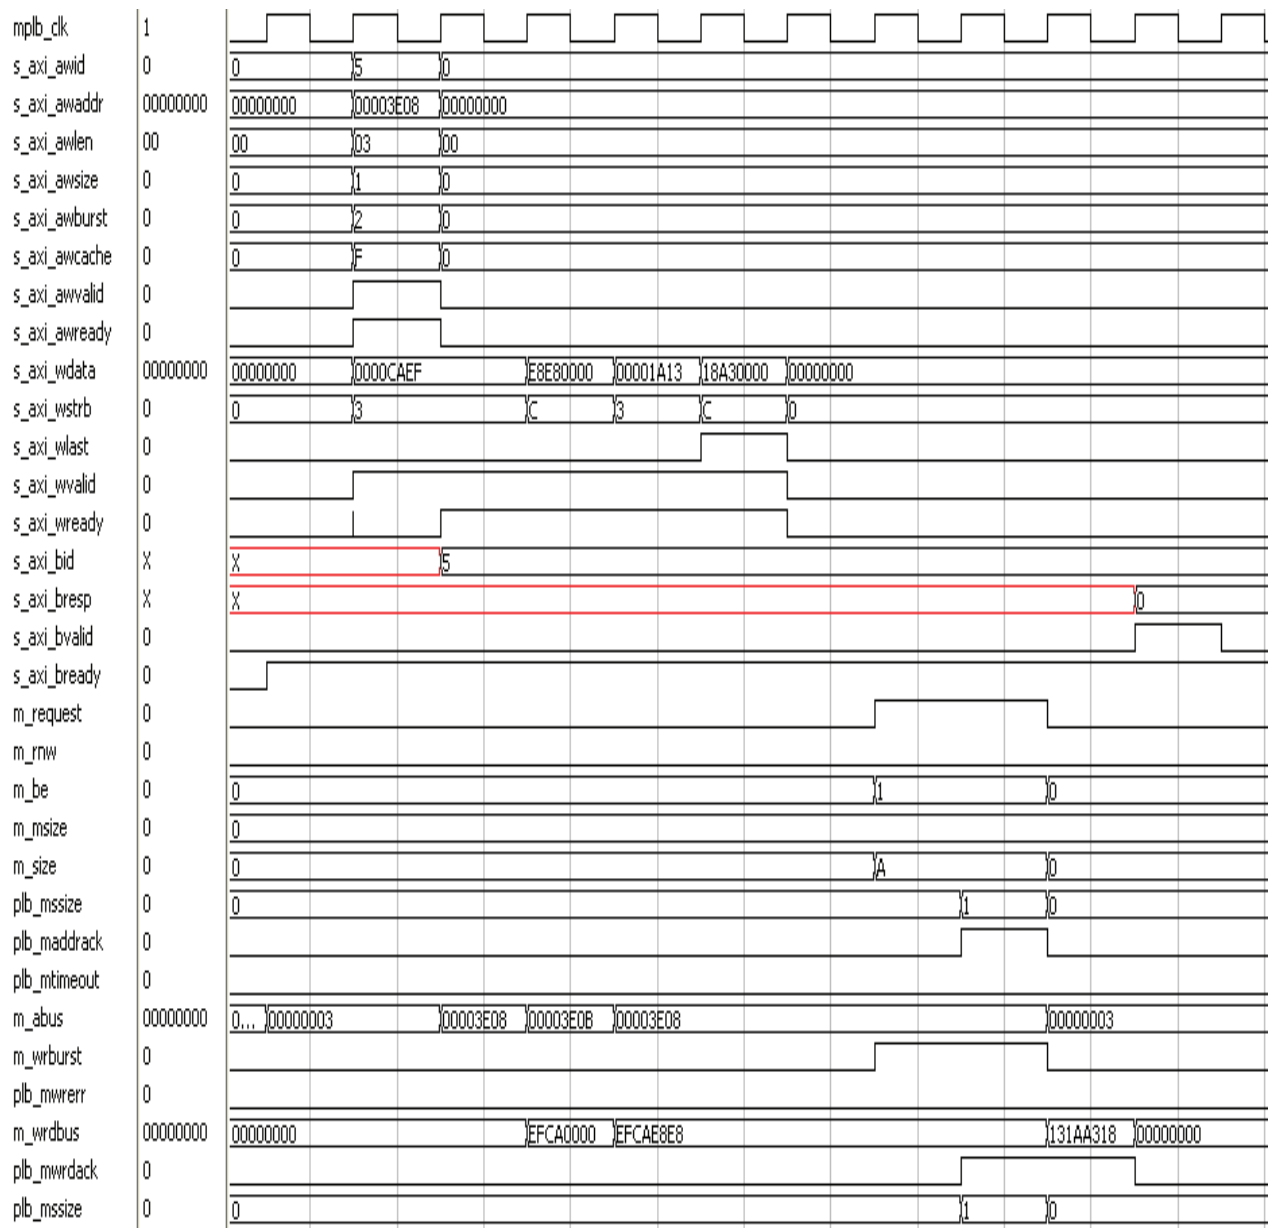 mplb_clk 1
s_axi_awid 0 0 5 0
s_axi_awaddr 00000000 00000000 00003E08 00000000
s_axi_awlen 00 00 03 00
s_axi_awsize 0 0 1 0
s_axi_awburst 0 0 2 0
s_axi_awcache 0 0 F 0
s_axi_awvalid 0
s_axi_awready 0
s_axi_wdata 00000000 00000000 0000CAEF E8E80000 00001A13 18A30000 00000000
s_axi_wstrb 0 0 3 C 3 C 0
s_axi_wlast 0
s_axi_wvalid 0
s_axi_wready 0
s_axi_bid X X 5
s_axi_bresp X X 0
s_axi_bvalid 0
s_axi_bready 0
m_request 0
m_rnw 0
m_be 0 0 1 0
m_msize 0 0
m_size 0 0 A 0
plb_mssize 0 0 1 0
plb_maddrack 0
plb_mtimeout 0
m_abus 00000000 0... 00000003 00003E08 00003E0B 00003E08 00000003
m_wrburst 0
plb_mwrerr 0
m_wrdbus 00000000 00000000 EFCA0000 EFCAE8E8 131AA318 00000000
plb_mwrdack 0
plb_mssize 0 0 1 0